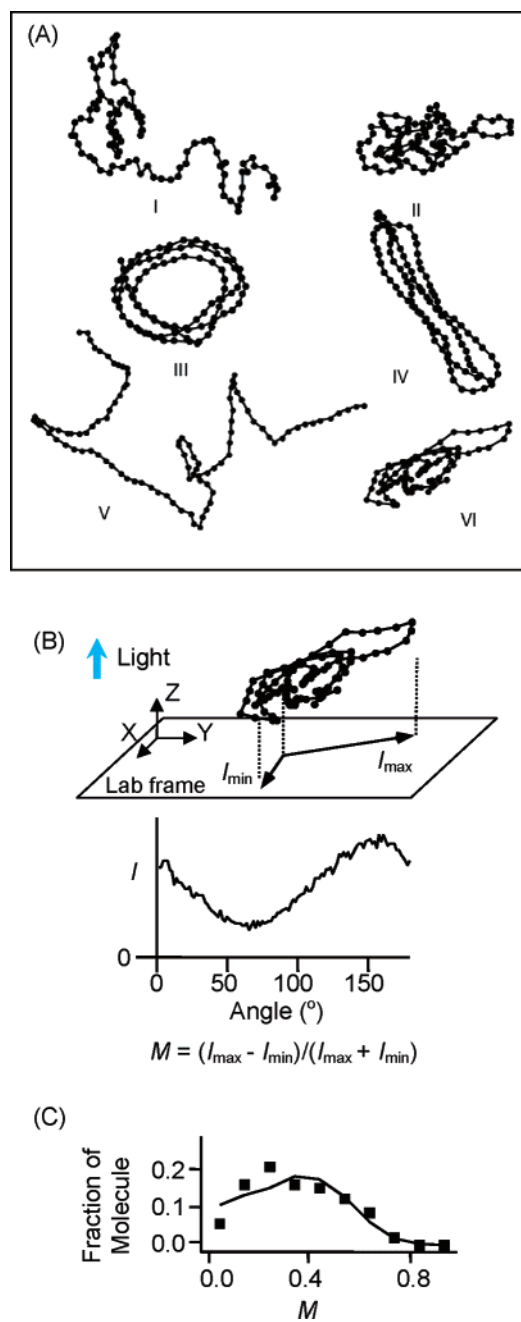 (A)
I
II
III
IV
V
VI
(B)
Light
Z
X
Y
Lab frame
Imin
Imax
I
0
0 50 100 150
Angle (º)
M = (Imax - Imin)/(Imax + Imin)
(C)
Fraction of
Molecule
0.2
0.1
0.0
0.0 0.4 0.8
M